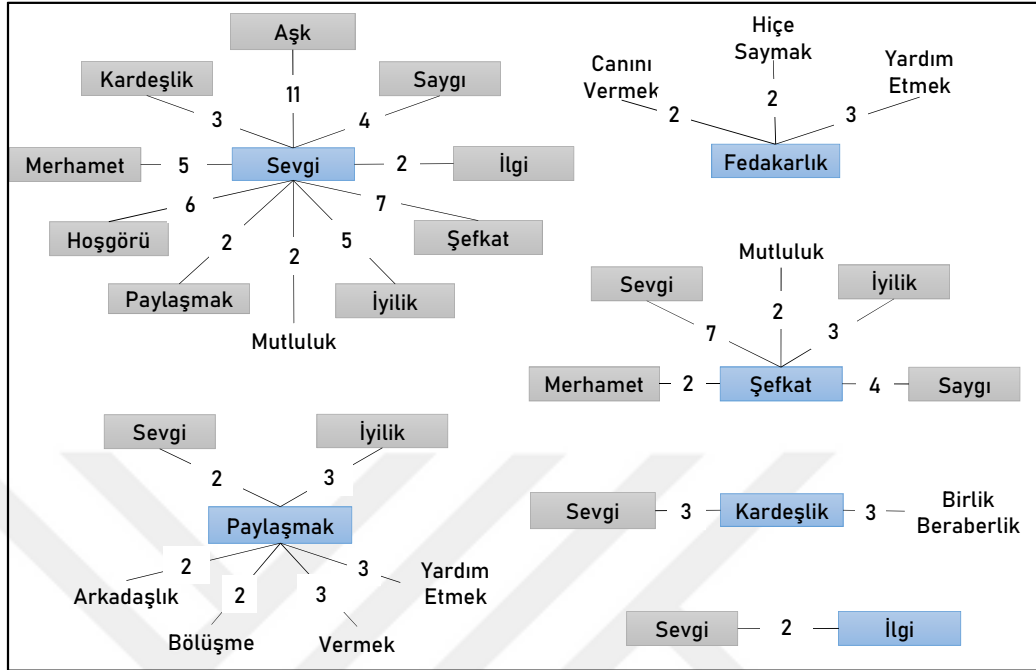 Aşk
Kardeşlik
Saygı
11
3
4
Merhamet
5
Sevgi
2
İlgi
6
7
Hoşgörü
2
2
5
Şefkat
Paylaşmak
İyilik
Mutluluk
Hiçe
Saymak
Canını
Vermek
Yardım
Etmek
2
2
3
Fedakarlık
Mutluluk
Sevgi
İyilik
7
2
3
Merhamet
2
Şefkat
4
Saygı
Sevgi
İyilik
2
3
Paylaşmak
2
2
3
3
Arkadaşlık
Bölüşme
Vermek
Yardım
Etmek
Sevgi
3
Kardeşlik
3
Birlik
Beraberlik
Sevgi
2
İlgi